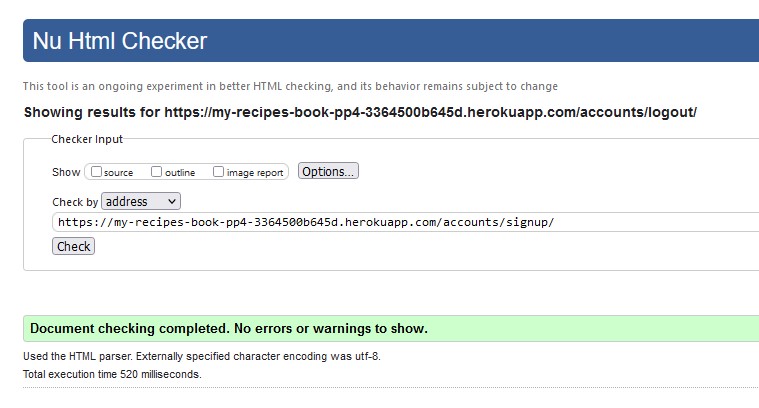 Nu Html Checker
This tool is an ongoing experiment in better HTML checking, and its behavior remains subject to change
Showing results for https://my-recipes-book-pp4-3364500b645d.herokuapp.com/accounts/logout/
Checker Input
Show source outline image report Options...
Check by address
https://my-recipes-book-pp4-3364500b645d.herokuapp.com/accounts/signup/
Check
Document checking completed. No errors or warnings to show.
Used the HTML parser. Externally specified character encoding was utf-8.
Total execution time 520 milliseconds.